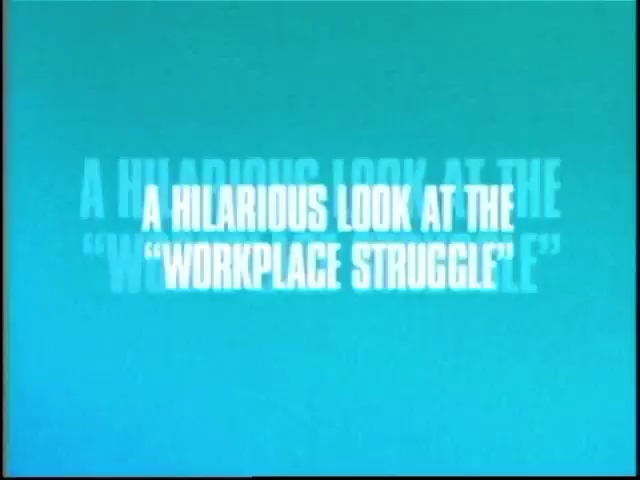 A HILARIOUS LOOK AT THE
“WORKPLACE STRUGGLE”